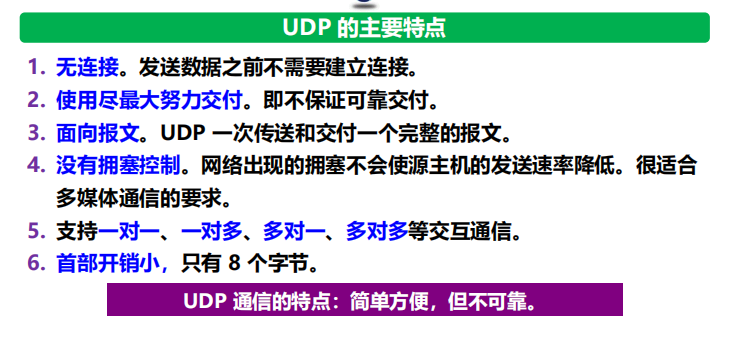 UDP 的主要特点
1. 无连接。发送数据之前不需要建立连接。
2. 使用尽最大努力交付。即不保证可靠交付。
3. 面向报文。UDP 一次传送和交付一个完整的报文。
4. 没有拥塞控制。网络出现的拥塞不会使源主机的发送速率降低。很适合
多媒体通信的要求。
5. 支持一对一、一对多、多对一、多对多等交互通信。
6. 首部开销小，只有 8 个字节。
UDP 通信的特点：简单方便，但不可靠。